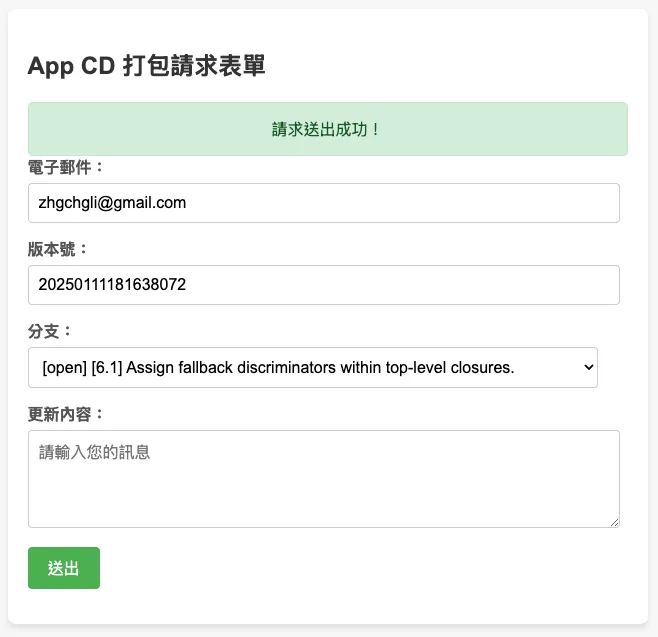 App CD 打包請求表單
請求送出成功！
電子郵件：
zhgchgli@gmail.com
版本號：
20250111181638072
分支：
[open] [6.1] Assign fallback discriminators within top-level closures.
更新內容：
請輸入您的訊息
送出